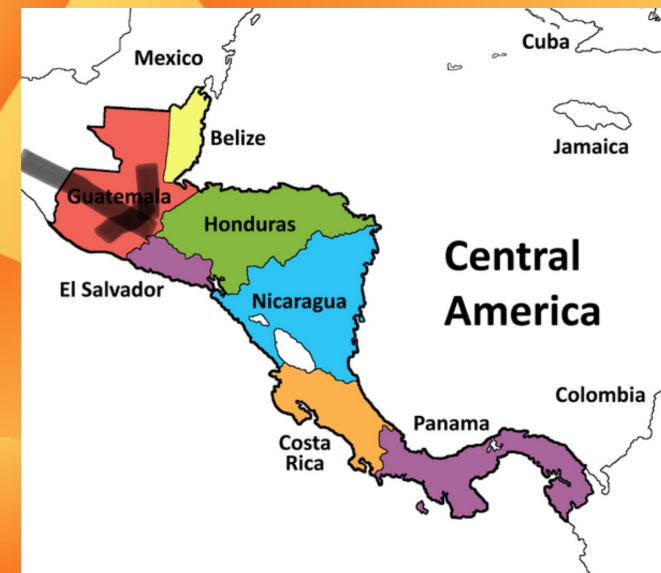 Mexico
Cuba
Belize
Jamaica
Guatemala
Honduras
Central
America
El Salvador
Nicaragua
Colombia
Panama
Costa
Rica